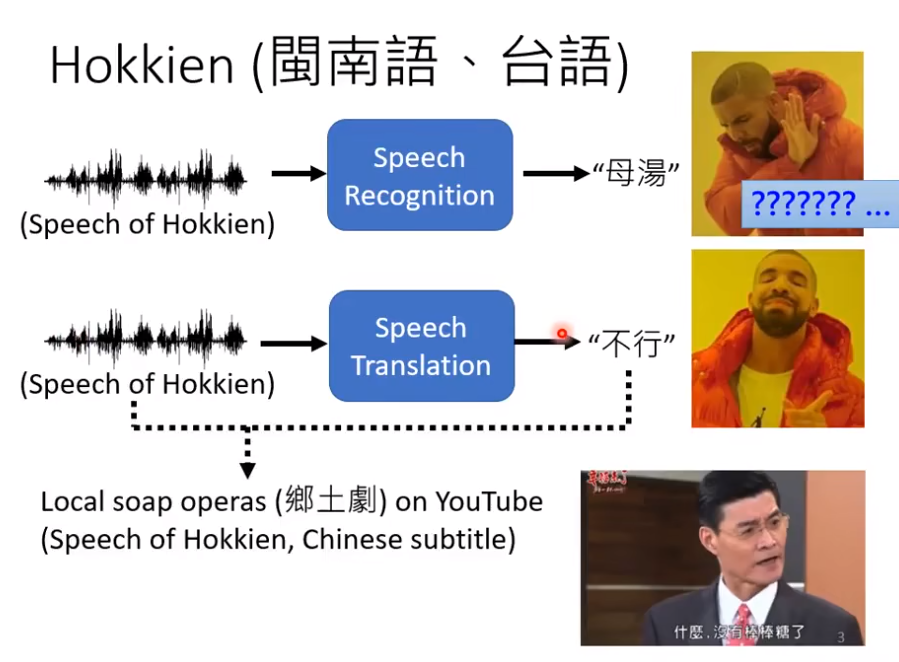 Hokkien (閩南語、台語)
Speech
Recognition
“母湯”
??????? ...
(Speech of Hokkien)
Speech
Translation
“不行”
(Speech of Hokkien)
Local soap operas (鄉土劇) on YouTube
(Speech of Hokkien, Chinese subtitle)
什麼,沒有棒棒糖了
3